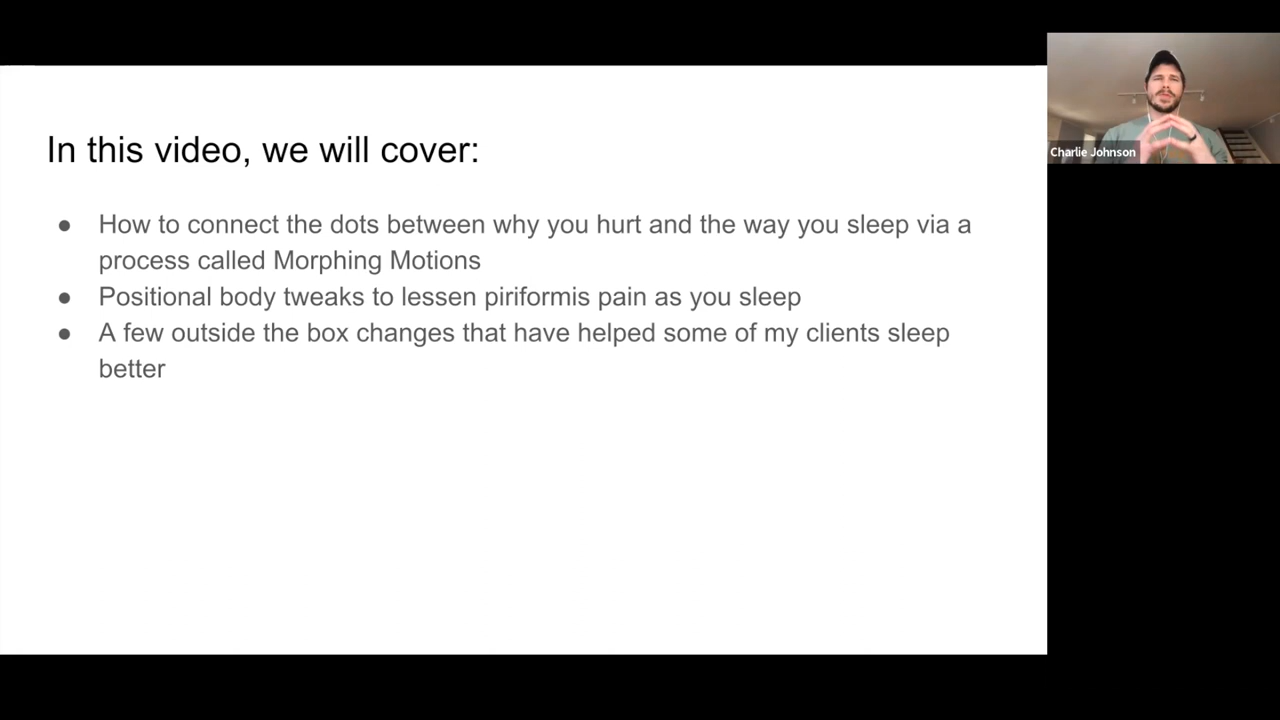 In this video, we will cover:
● How to connect the dots between why you hurt and the way you sleep via a
process called Morphing Motions
● Positional body tweaks to lessen piriformis pain as you sleep
● A few outside the box changes that have helped some of my clients sleep
better
Charlie Johnson